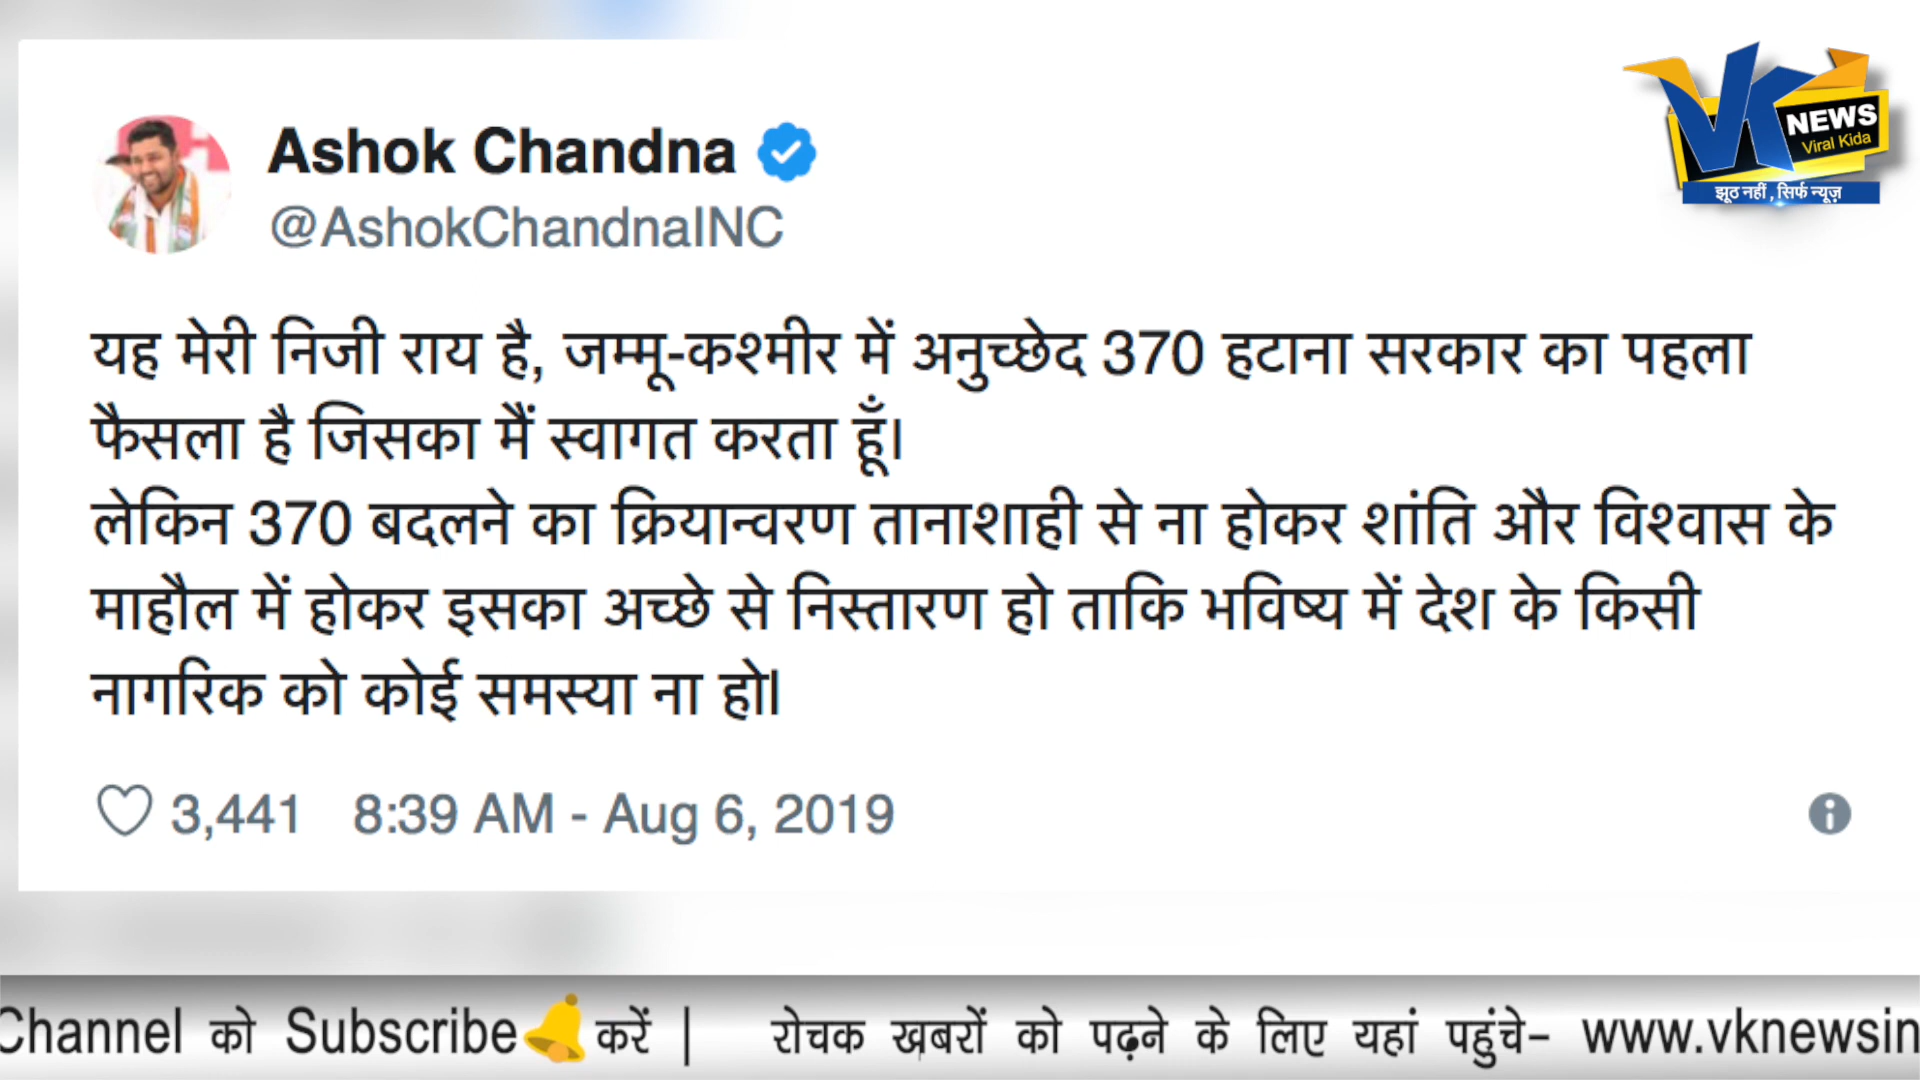 Ashok Chandna
@AshokChandnaINC
VK NEWS
Viral Kida
झूठ नहीं, सिर्फ न्यूज़
यह मेरी निजी राय है, जम्मू-कश्मीर में अनुच्छेद 370 हटाना सरकार का पहला
फैसला है जिसका मैं स्वागत करता हूँ।
लेकिन 370 बदलने का क्रियान्वरण तानाशाही से ना होकर शांति और विश्वास के
माहौल में होकर इसका अच्छे से निस्तारण हो ताकि भविष्य में देश के किसी
नागरिक को कोई समस्या ना हो।
3,441 8:39 AM - Aug 6, 2019
Channel को Subscribe करें | रोचक ख़बरों को पढ़ने के लिए यहां पहुंचे- www.vknewsin